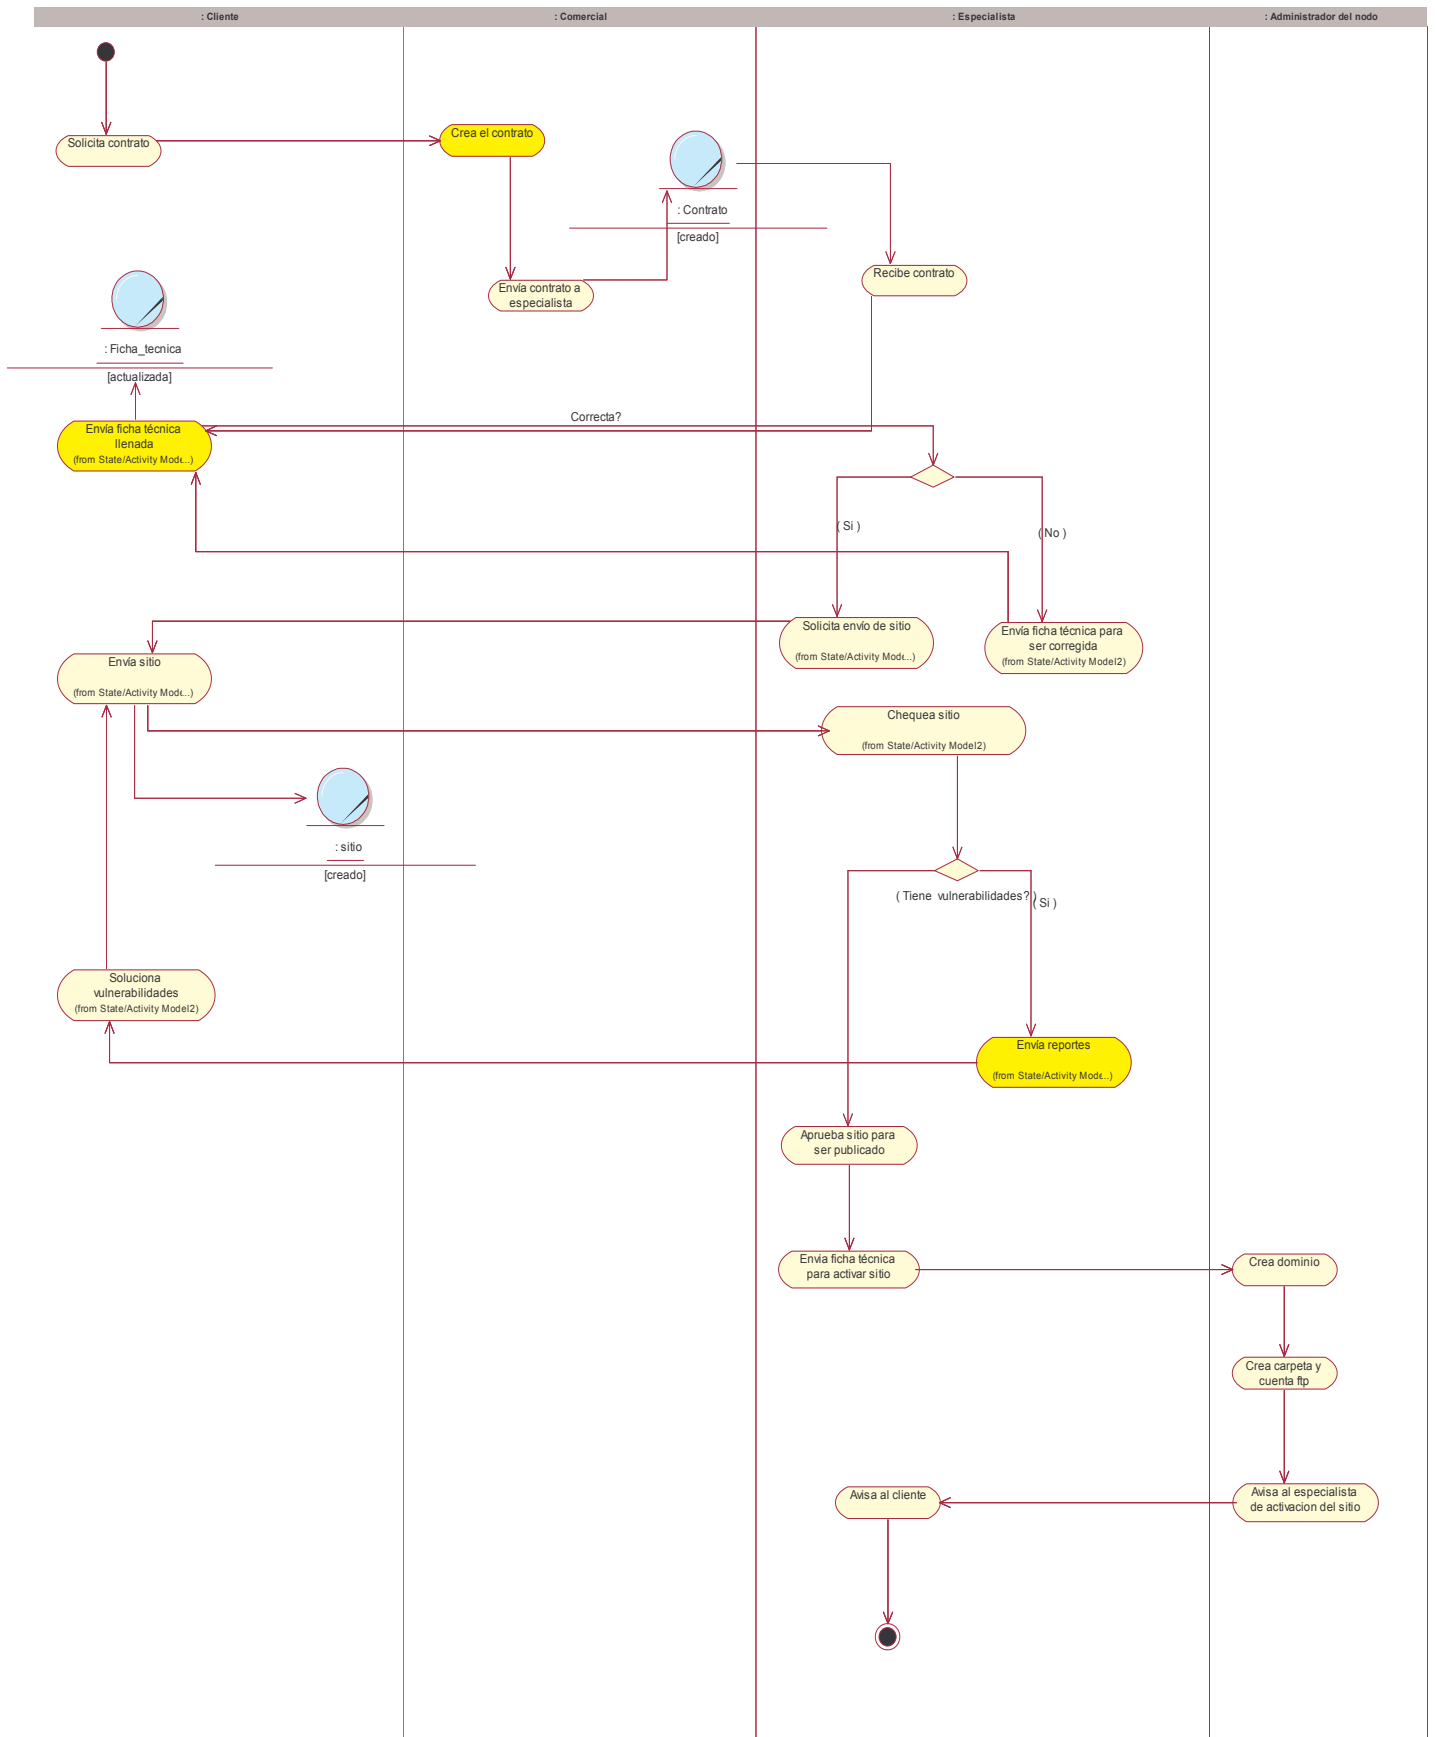 : Cliente
: Comercial
: Especialista
: Administrador del nodo
Solicita contrato
Crea el contrato
: Contrato
[creado]
Envía contrato a
especialista
Recibe contrato
: Ficha_tecnica
[actualizada]
Correcta?
Envía ficha técnica
llenada
(from State/Activity Mode...)
( Si )
( No )
Solicita envío de sitio
(from State/Activity Mode...)
Envía ficha técnica para
ser corregida
(from State/Activity Model2)
Envía sitio
(from State/Activity Mode...)
Chequea sitio
(from State/Activity Model2)
: sitio
[creado]
( Tiene vulnerabilidades? )
( Si )
Soluciona
vulnerabilidades
(from State/Activity Model2)
Envía reportes
(from State/Activity Mode...)
Aprueba sitio para
ser publicado
Envia ficha técnica
para activar sitio
Crea dominio
Crea carpeta y
cuenta ftp
Avisa al cliente
Avisa al especialista
de activacion del sitio